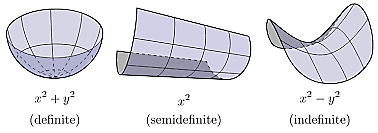 x² + y²
(definite)
x²
(semidefinite)
x² − y²
(indefinite)